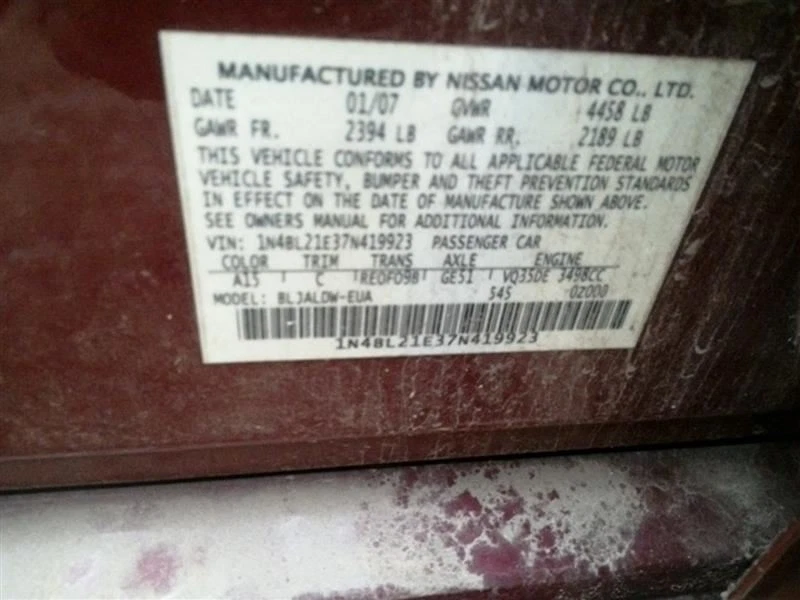 MANUFACTURED BY NISSAN MOTOR CO., LTD.
DATE 01/07 GVWR 4458 LB
GAWR FR. 2394 LB GAWR RR. 2189 LB
THIS VEHICLE CONFORMS TO ALL APPLICABLE FEDERAL MOTOR
VEHICLE SAFETY, BUMPER AND THEFT PREVENTION STANDARDS
IN EFFECT ON THE DATE OF MANUFACTURE SHOWN ABOVE.
SEE OWNERS MANUAL FOR ADDITIONAL INFORMATION.
VIN: 1N4BL21E37N419923 PASSENGER CAR
COLOR TRIM TRANS AXLE ENGINE
A15 C RE0F09B GE51 VQ35DE 3498CC
MODEL: BLJALDW-EUA 545 0Z000
1N4BL21E37N419923